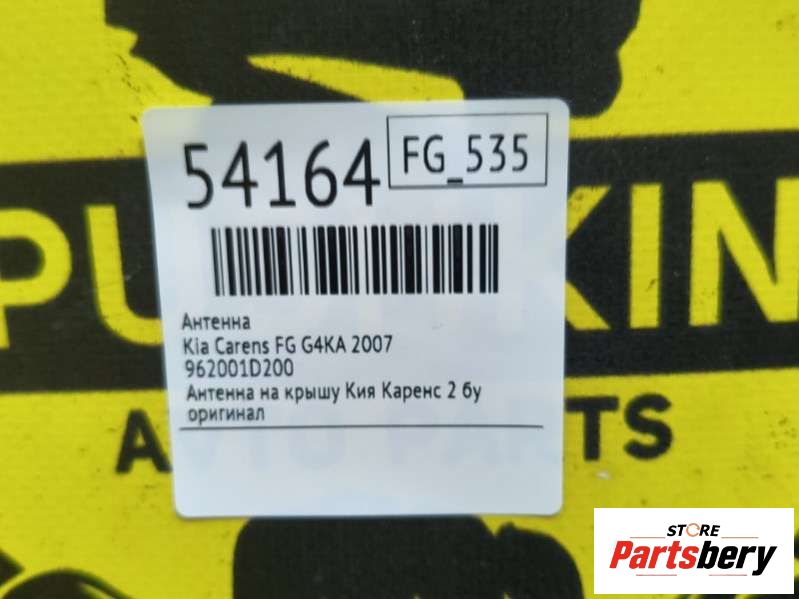 54164
FG_535
Антенна
Kia Carens FG G4KA 2007
962001D200
Антенна на крышу Кия Каренс 2 бу
оригинал
STORE
Partsbery